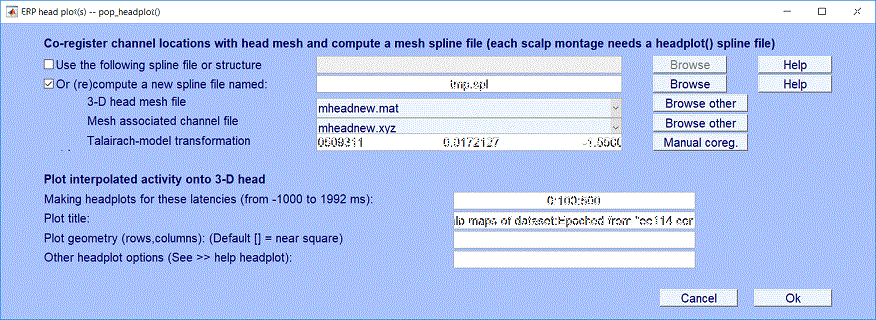 ERP head plot(s) -- pop_headplot()
Co-register channel locations with head mesh and compute a mesh spline file (each scalp montage needs a headplot() spline file)
Use the following spline file or structure Browse Help
Or (re)compute a new spline file named: tmp.spl Browse Help
3-D head mesh file mheadnew.mat Browse other
Mesh associated channel file mheadnew.xyz Browse other
Talairach-model transformation 0.0172127 Manual coreg.
Plot interpolated activity onto 3-D head
Making headplots for these latencies (from -1000 to 1992 ms): 0:100:500
Plot title: lp maps of dataset:Epoched from "ee114 con
Plot geometry (rows,columns): (Default [] = near square)
Other headplot options (See >> help headplot):
Cancel Ok